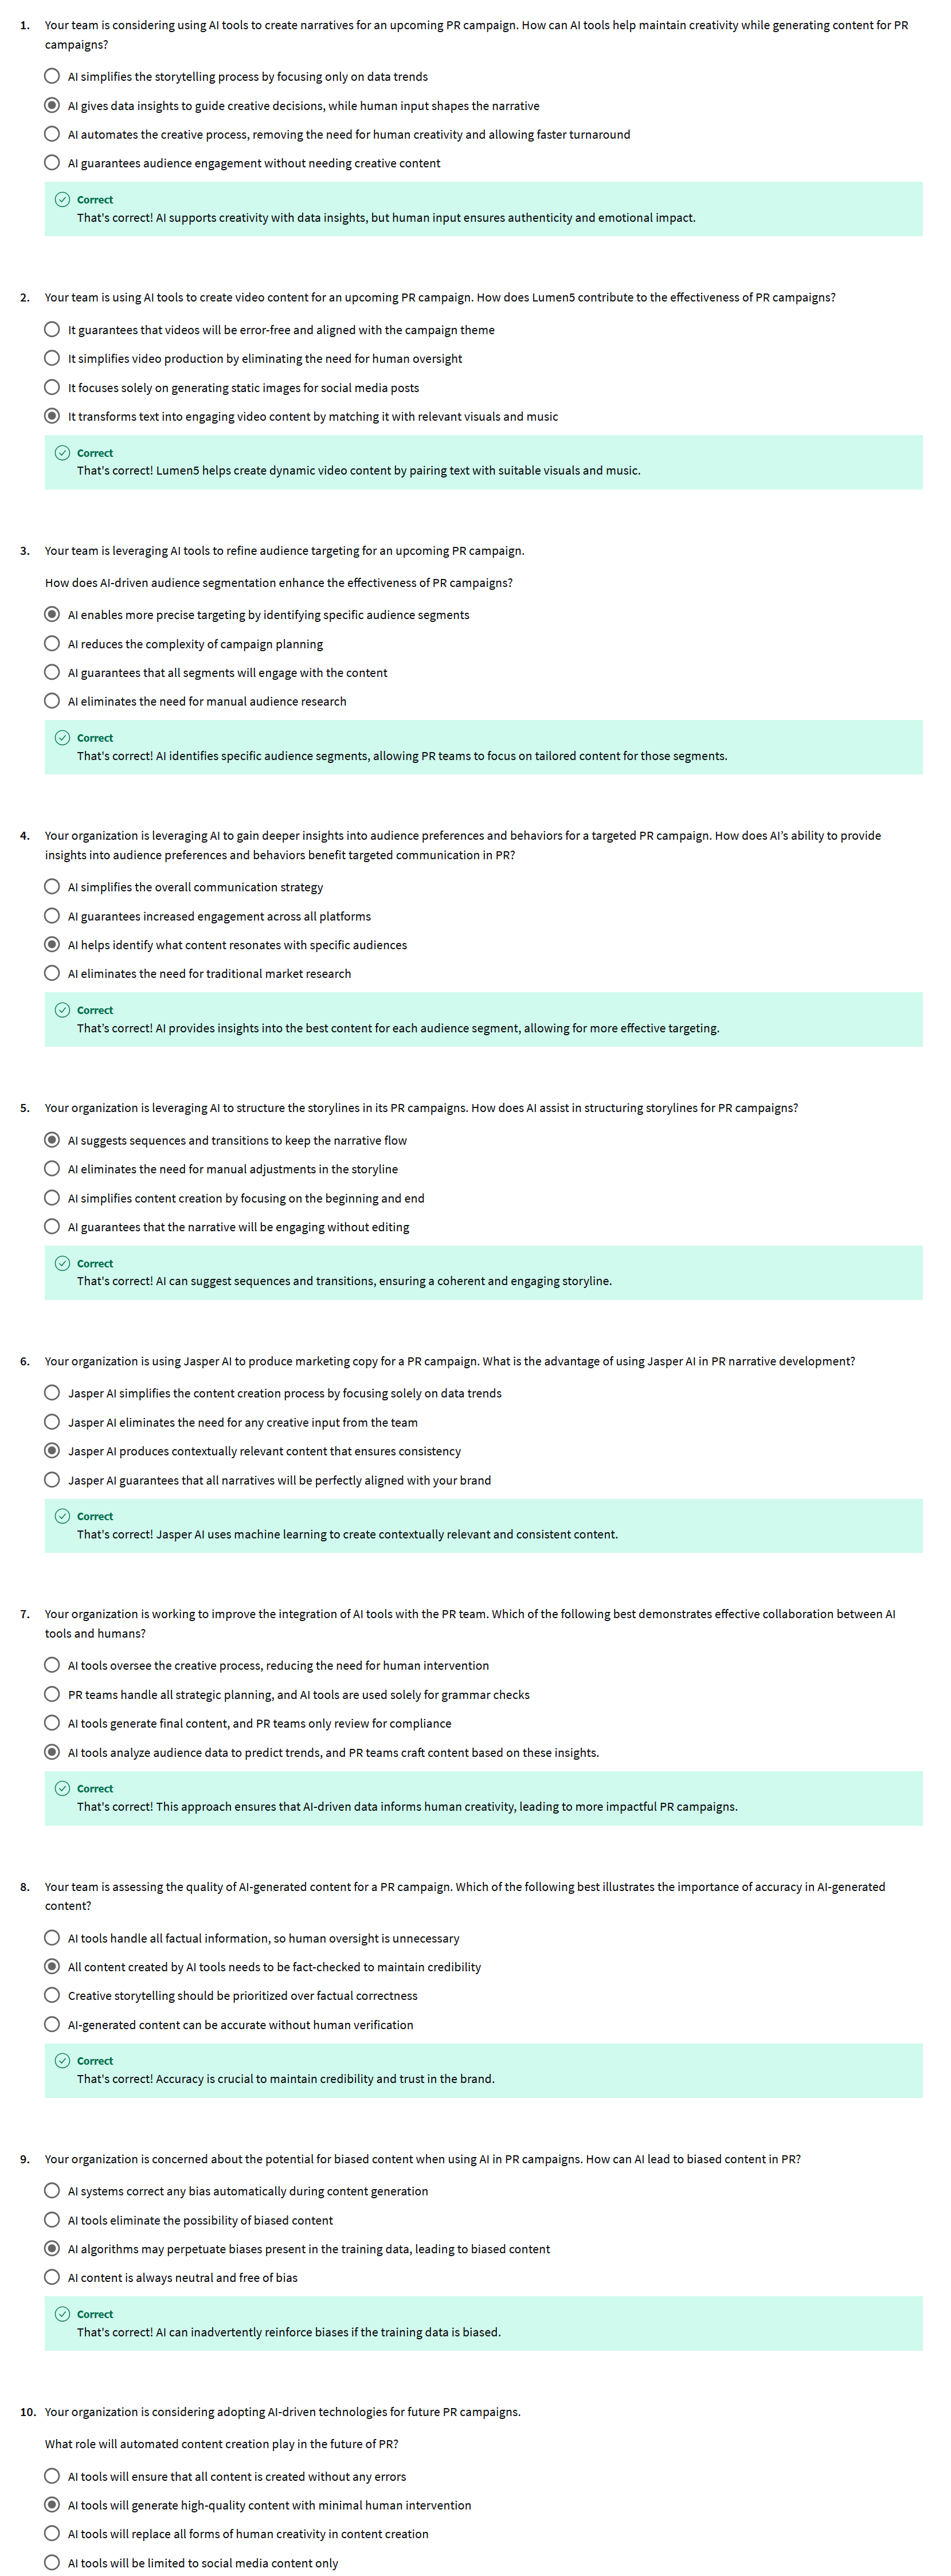 1. Your team is considering using AI tools to create narratives for an upcoming PR campaign. How can AI tools help maintain creativity while generating content for PR
campaigns?
AI simplifies the storytelling process by focusing only on data trends
AI gives data insights to guide creative decisions, while human input shapes the narrative
AI automates the creative process, removing the need for human creativity and allowing faster turnaround
AI guarantees audience engagement without needing creative content
Correct
That's correct! AI supports creativity with data insights, but human input ensures authenticity and emotional impact.
2. Your team is using AI tools to create video content for an upcoming PR campaign. How does Lumen5 contribute to the effectiveness of PR campaigns?
It guarantees that videos will be error-free and aligned with the campaign theme
It simplifies video production by eliminating the need for human oversight
It focuses solely on generating static images for social media posts
It transforms text into engaging video content by matching it with relevant visuals and music
Correct
That's correct! Lumen5 helps create dynamic video content by pairing text with suitable visuals and music.
3. Your team is leveraging AI tools to refine audience targeting for an upcoming PR campaign.
How does AI-driven audience segmentation enhance the effectiveness of PR campaigns?
AI enables more precise targeting by identifying specific audience segments
AI reduces the complexity of campaign planning
AI guarantees that all segments will engage with the content
AI eliminates the need for manual audience research
Correct
That's correct! AI identifies specific audience segments, allowing PR teams to focus on tailored content for those segments.
4. Your organization is leveraging AI to gain deeper insights into audience preferences and behaviors for a targeted PR campaign. How does AI’s ability to provide
insights into audience preferences and behaviors benefit targeted communication in PR?
AI simplifies the overall communication strategy
AI guarantees increased engagement across all platforms
AI helps identify what content resonates with specific audiences
AI eliminates the need for traditional market research
Correct
That’s correct! AI provides insights into the best content for each audience segment, allowing for more effective targeting.
5. Your organization is leveraging AI to structure the storylines in its PR campaigns. How does AI assist in structuring storylines for PR campaigns?
AI suggests sequences and transitions to keep the narrative flow
AI eliminates the need for manual adjustments in the storyline
AI simplifies content creation by focusing on the beginning and end
AI guarantees that the narrative will be engaging without editing
Correct
That's correct! AI can suggest sequences and transitions, ensuring a coherent and engaging storyline.
6. Your organization is using Jasper AI to produce marketing copy for a PR campaign. What is the advantage of using Jasper AI in PR narrative development?
Jasper AI simplifies the content creation process by focusing solely on data trends
Jasper AI eliminates the need for any creative input from the team
Jasper AI produces contextually relevant content that ensures consistency
Jasper AI guarantees that all narratives will be perfectly aligned with your brand
Correct
That's correct! Jasper AI uses machine learning to create contextually relevant and consistent content.
7. Your organization is working to improve the integration of AI tools with the PR team. Which of the following best demonstrates effective collaboration between AI
tools and humans?
AI tools oversee the creative process, reducing the need for human intervention
PR teams handle all strategic planning, and AI tools are used solely for grammar checks
AI tools generate final content, and PR teams only review for compliance
AI tools analyze audience data to predict trends, and PR teams craft content based on these insights.
Correct
That's correct! This approach ensures that AI-driven data informs human creativity, leading to more impactful PR campaigns.
8. Your team is assessing the quality of AI-generated content for a PR campaign. Which of the following best illustrates the importance of accuracy in AI-generated
content?
AI tools handle all factual information, so human oversight is unnecessary
All content created by AI tools needs to be fact-checked to maintain credibility
Creative storytelling should be prioritized over factual correctness
AI-generated content can be accurate without human verification
Correct
That's correct! Accuracy is crucial to maintain credibility and trust in the brand.
9. Your organization is concerned about the potential for biased content when using AI in PR campaigns. How can AI lead to biased content in PR?
AI systems correct any bias automatically during content generation
AI tools eliminate the possibility of biased content
AI algorithms may perpetuate biases present in the training data, leading to biased content
AI content is always neutral and free of bias
Correct
That's correct! AI can inadvertently reinforce biases if the training data is biased.
10. Your organization is considering adopting AI-driven technologies for future PR campaigns.
What role will automated content creation play in the future of PR?
AI tools will ensure that all content is created without any errors
AI tools will generate high-quality content with minimal human intervention
AI tools will replace all forms of human creativity in content creation
AI tools will be limited to social media content only